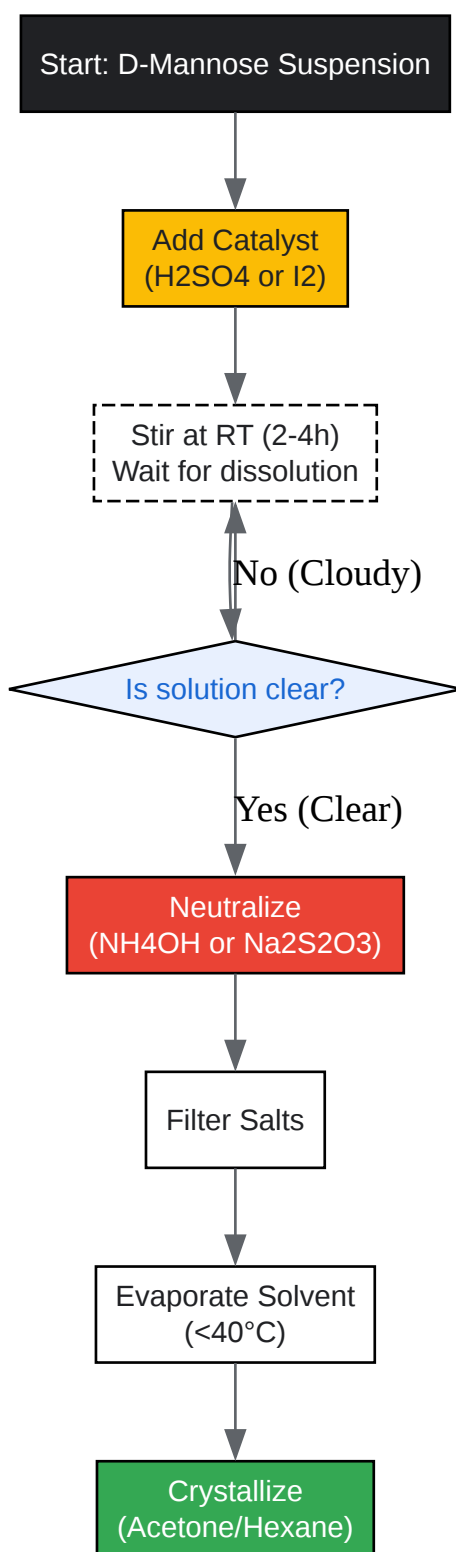 Start: D-Mannose Suspension
Add Catalyst
(H2SO4 or I2)
Stir at RT (2-4h)
Wait for dissolution
No (Cloudy)
Is solution clear?
Yes (Clear)
Neutralize
(NH4OH or Na2S2O3)
Filter Salts
Evaporate Solvent
(<40°C)
Crystallize
(Acetone/Hexane)